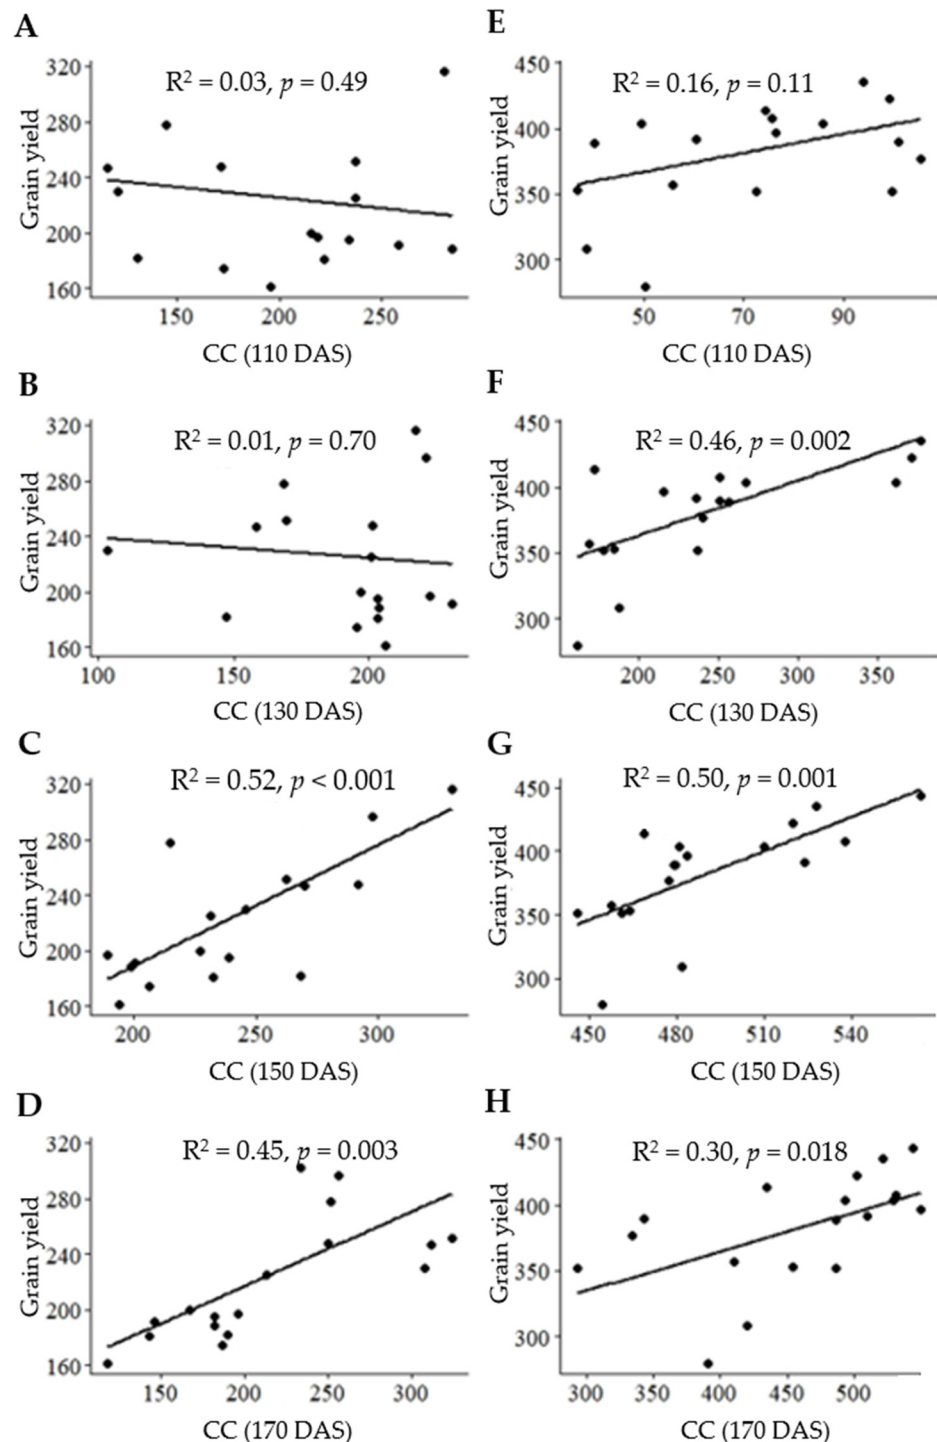 A
Grain yield
320
280
240
200
160
R² = 0.03, p = 0.49
150 200 250
CC (110 DAS)
E
Grain yield
450
400
350
300
R² = 0.16, p = 0.11
50 70 90
CC (110 DAS)
B
Grain yield
320
280
240
200
160
R² = 0.01, p = 0.70
100 150 200
CC (130 DAS)
F
Grain yield
450
400
350
300
R² = 0.46, p = 0.002
200 250 300 350
CC (130 DAS)
C
Grain yield
320
280
240
200
160
R² = 0.52, p < 0.001
200 250 300
CC (150 DAS)
G
Grain yield
450
400
350
300
R² = 0.50, p = 0.001
450 480 510 540
CC (150 DAS)
D
Grain yield
320
280
240
200
160
R² = 0.45, p = 0.003
150 200 250 300
CC (170 DAS)
H
Grain yield
450
400
350
300
R² = 0.30, p = 0.018
300 350 400 450 500
CC (170 DAS)